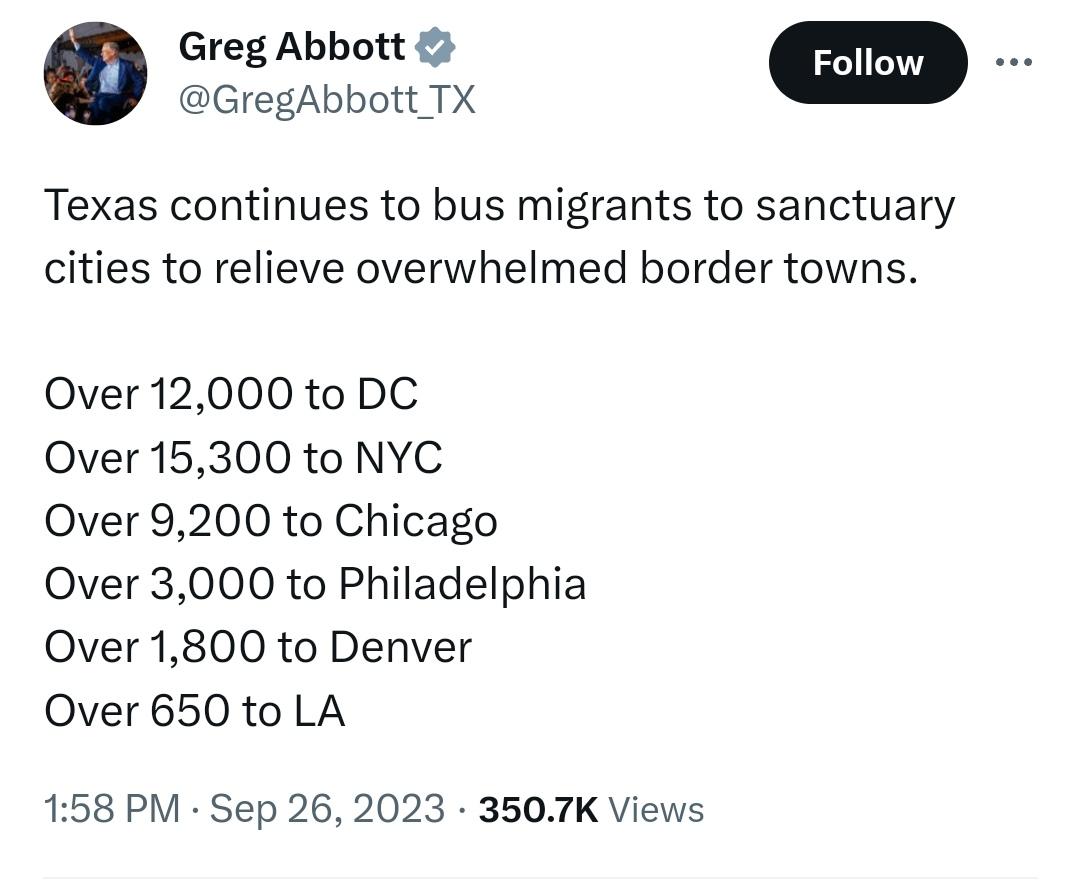 Greg Abbott
Follow
@GregAbbott_TX
Texas continues to bus migrants to sanctuary
cities to relieve overwhelmed border towns.
Over 12,000 to DC
Over 15,300 to NYC
Over 9,200 to Chicago
Over 3,000 to Philadelphia
Over 1,800 to Denver
Over 650 to LA
1:58 PM · Sep 26, 2023 · 350.7K Views